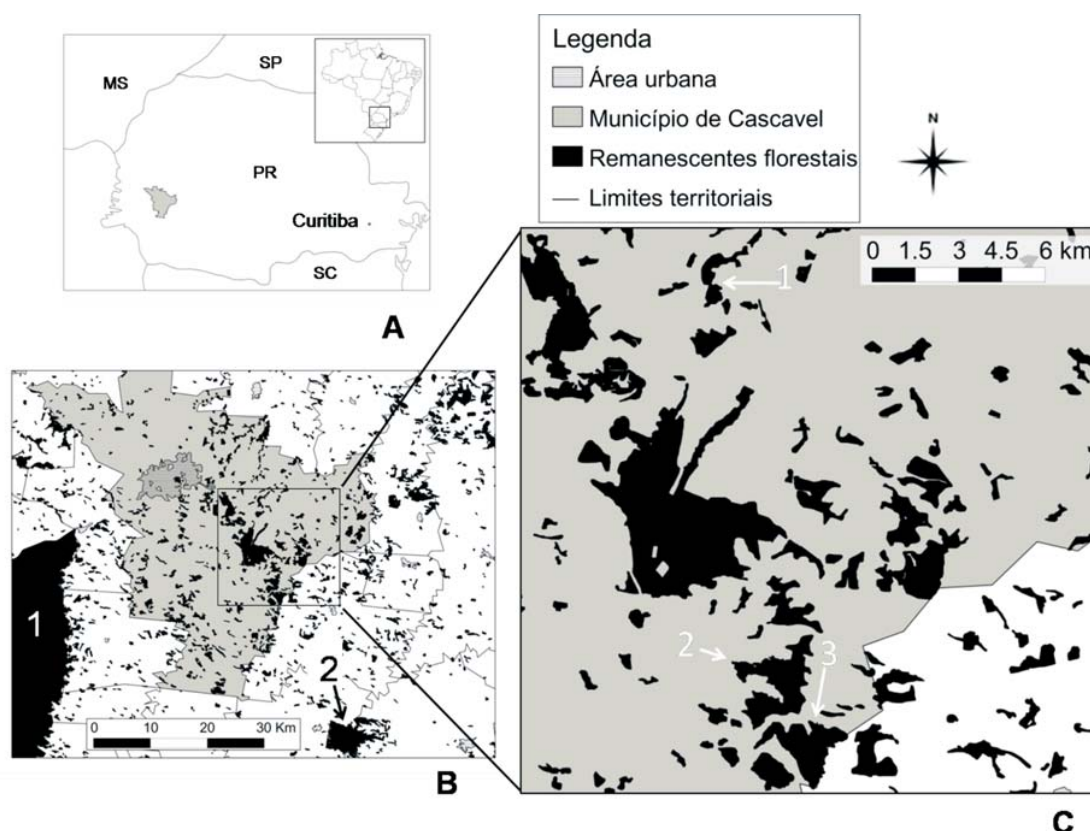 MS
SP
PR
Curitiba
SC
A
Legenda
Área urbana
Município de Cascavel
Remanescentes florestais
Limites territoriais
N
0 1.5 3 4.5 6 km
1
2
3
C
1
2
0 10 20 30 Km
B